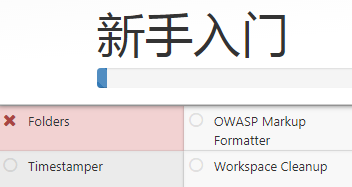 新手入门
Folders
OWASP Markup
Formatter
Timestamper
Workspace Cleanup